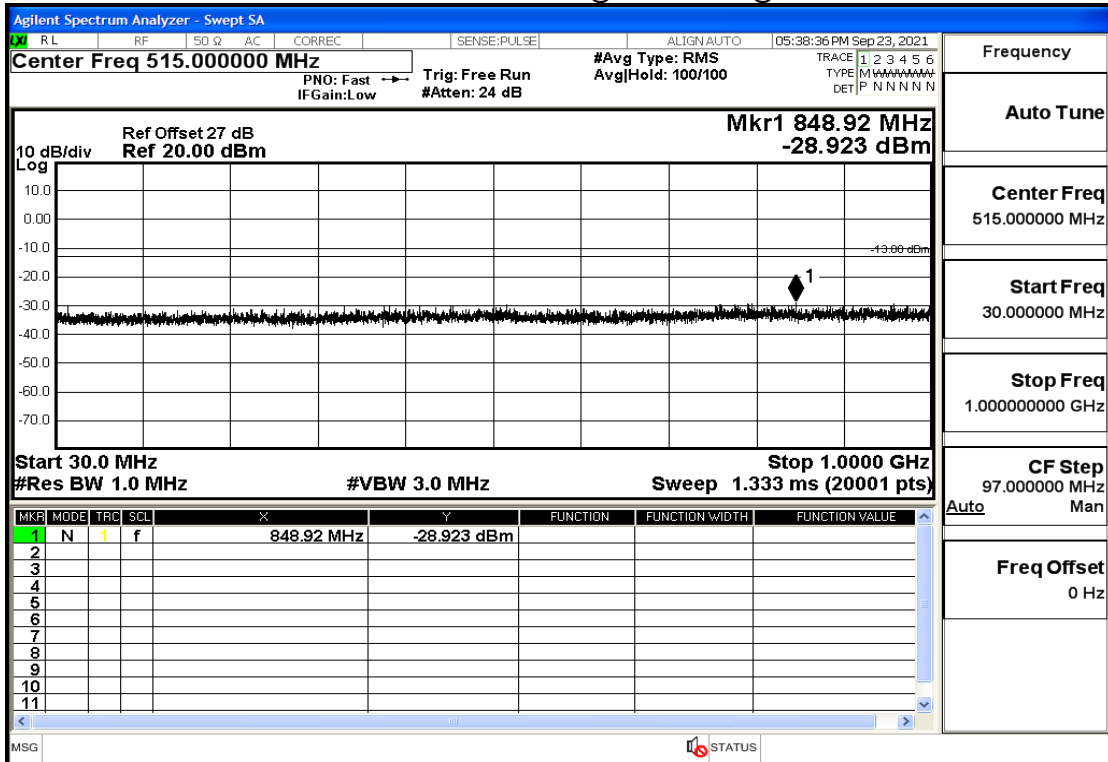 Agilent Spectrum Analyzer - Swept SA
LXI RL RF 50 Ω AC CORREC SENSE:PULSE ALIGN AUTO 05:38:36 PM Sep 23, 2021
Center Freq 515.000000 MHz
PNO: Fast
IFGain:Low
Trig: Free Run
#Atten: 24 dB
#Avg Type: RMS
Avg|Hold: 100/100
TRACE 1 2 3 4 5 6
TYPE M WWWWW
DET P N N N N N
Ref Offset 27 dB
10 dB/div Ref 20.00 dBm
Log
Mkr1 848.92 MHz
-28.923 dBm
10.0
0.00
-10.0
-13.00 dBm
-20.0
1
-30.0
-40.0
-50.0
-60.0
-70.0
Start 30.0 MHz Stop 1.0000 GHz
#Res BW 1.0 MHz #VBW 3.0 MHz Sweep 1.333 ms (20001 pts)
MKR MODE TRC SCL X Y FUNCTION FUNCTION WIDTH FUNCTION VALUE
1 N 1 f 848.92 MHz -28.923 dBm
2
3
4
5
6
7
8
9
10
11
MSG STATUS
Frequency
Auto Tune
Center Freq
515.000000 MHz
Start Freq
30.000000 MHz
Stop Freq
1.000000000 GHz
CF Step
97.000000 MHz
Auto Man
Freq Offset
0 Hz